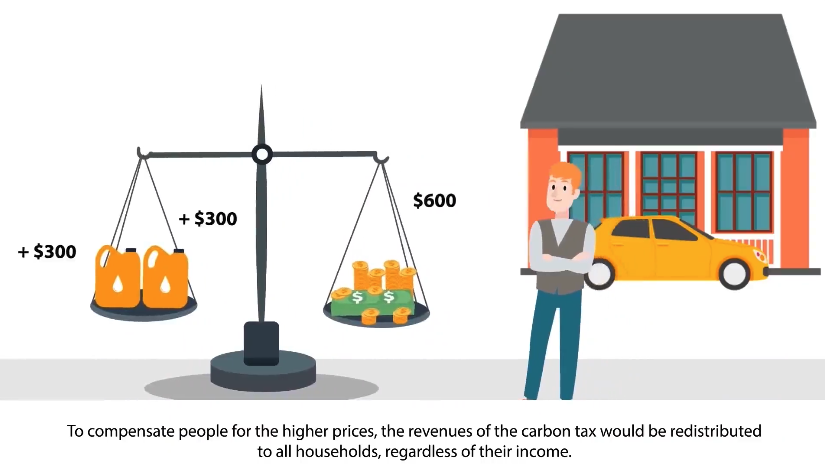 + $300
+ $300
$600
$ $
To compensate people for the higher prices, the revenues of the carbon tax would be redistributed
to all households, regardless of their income.